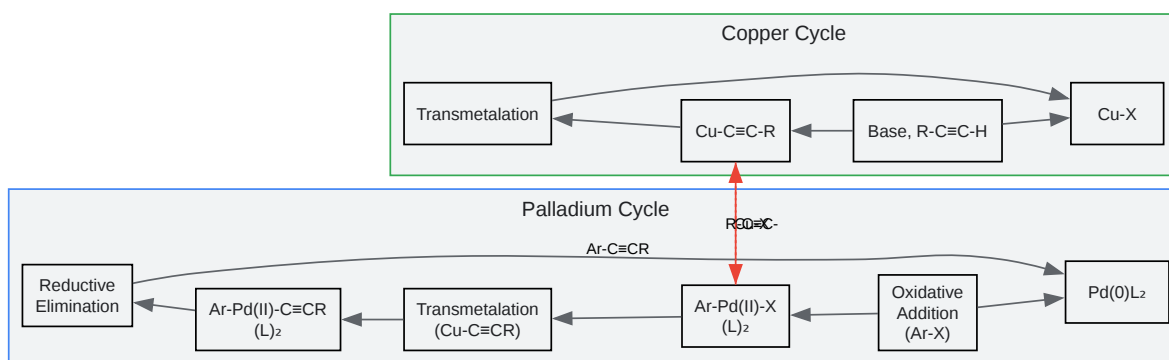 Copper Cycle
Transmetalation
Cu-C≡C-R
Base, R-C≡C-H
Cu-X
Palladium Cycle
Ar-C≡CR
Reductive
Elimination
Ar-Pd(II)-C≡CR
(L)₂
Transmetalation
(Cu-C≡CR)
Ar-Pd(II)-X
(L)₂
Oxidative
Addition
(Ar-X)
Pd(0)L₂